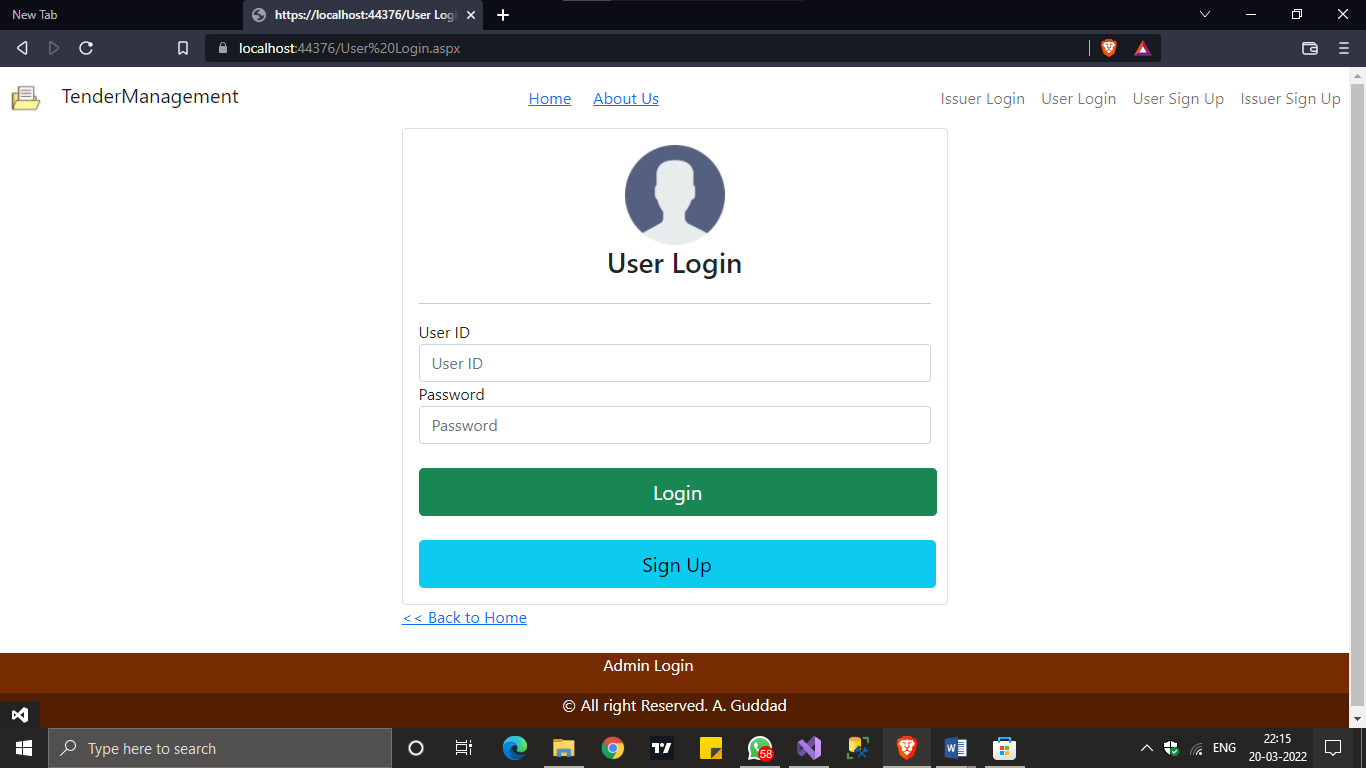 New Tab
https://localhost:44376/User Logi
localhost:44376/User%20Login.aspx
TenderManagement
Home About Us
Issuer Login User Login User Sign Up Issuer Sign Up
User Login
User ID
User ID
Password
Password
Login
Sign Up
<< Back to Home
Admin Login
© All right Reserved. A. Guddad
Type here to search
58
ENG
22:15
20-03-2022